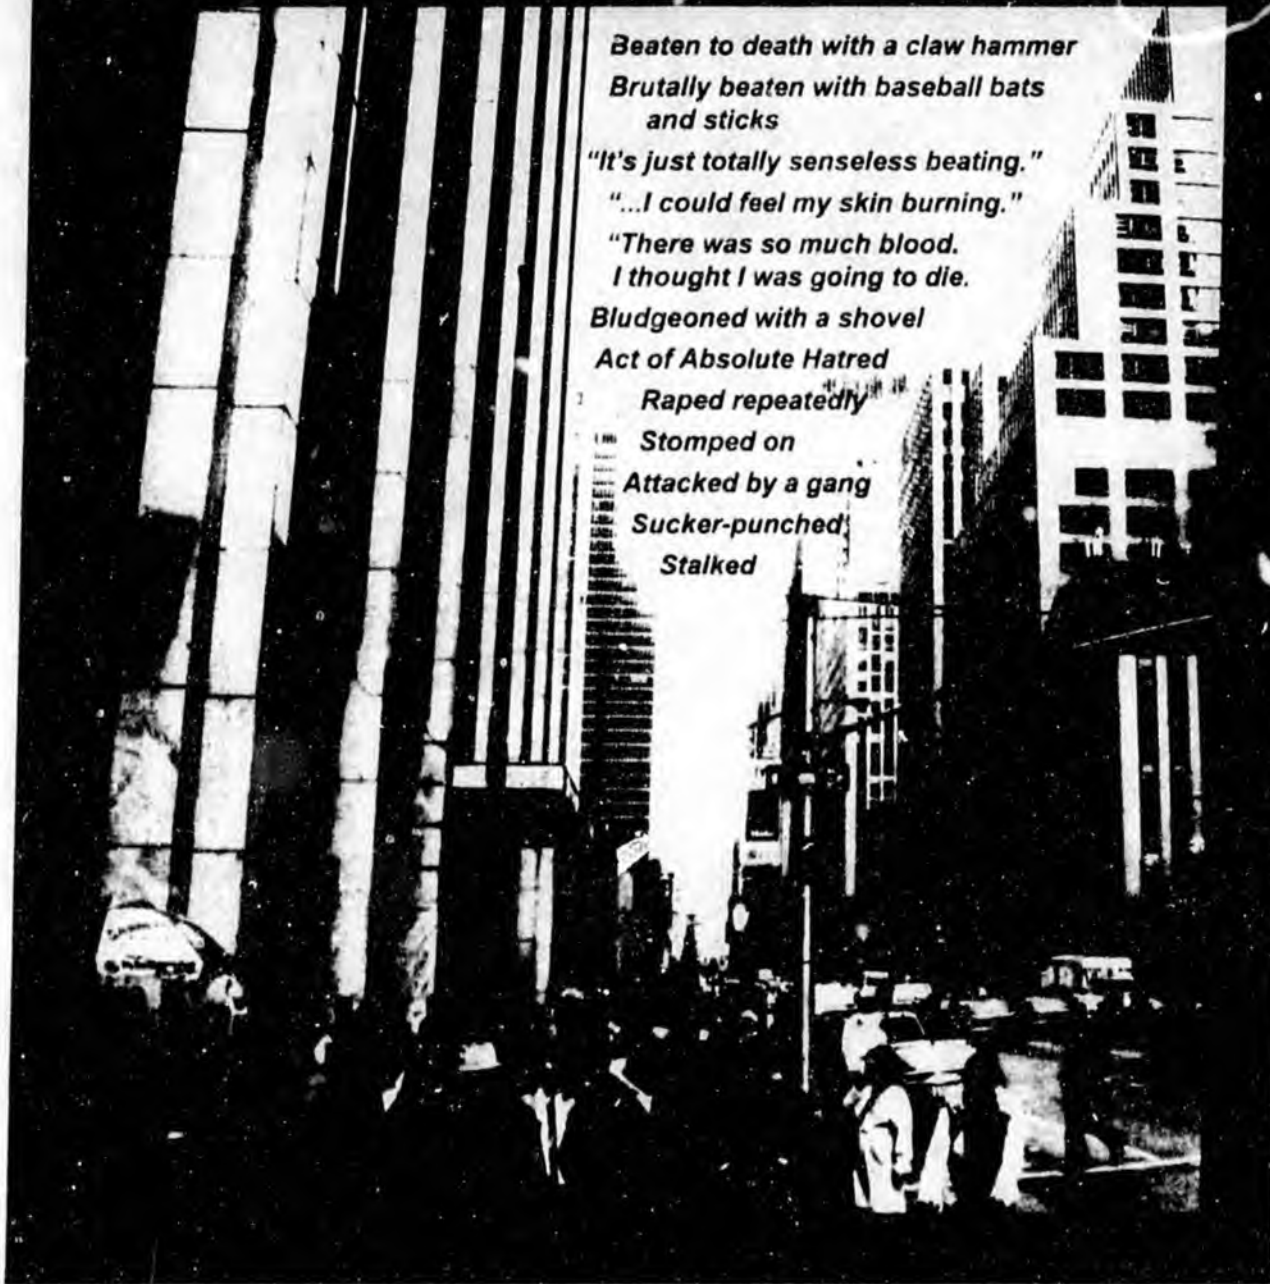 Beaten to death with a claw hammer
Brutally beaten with baseball bats
and sticks
"It's just totally senseless beating."
"...I could feel my skin burning."
"There was so much blood.
I thought I was going to die.
Bludgeoned with a shovel
Act of Absolute Hatred
Raped repeatedly
Stomped on
Attacked by a gang
Sucker-punched
Stalked